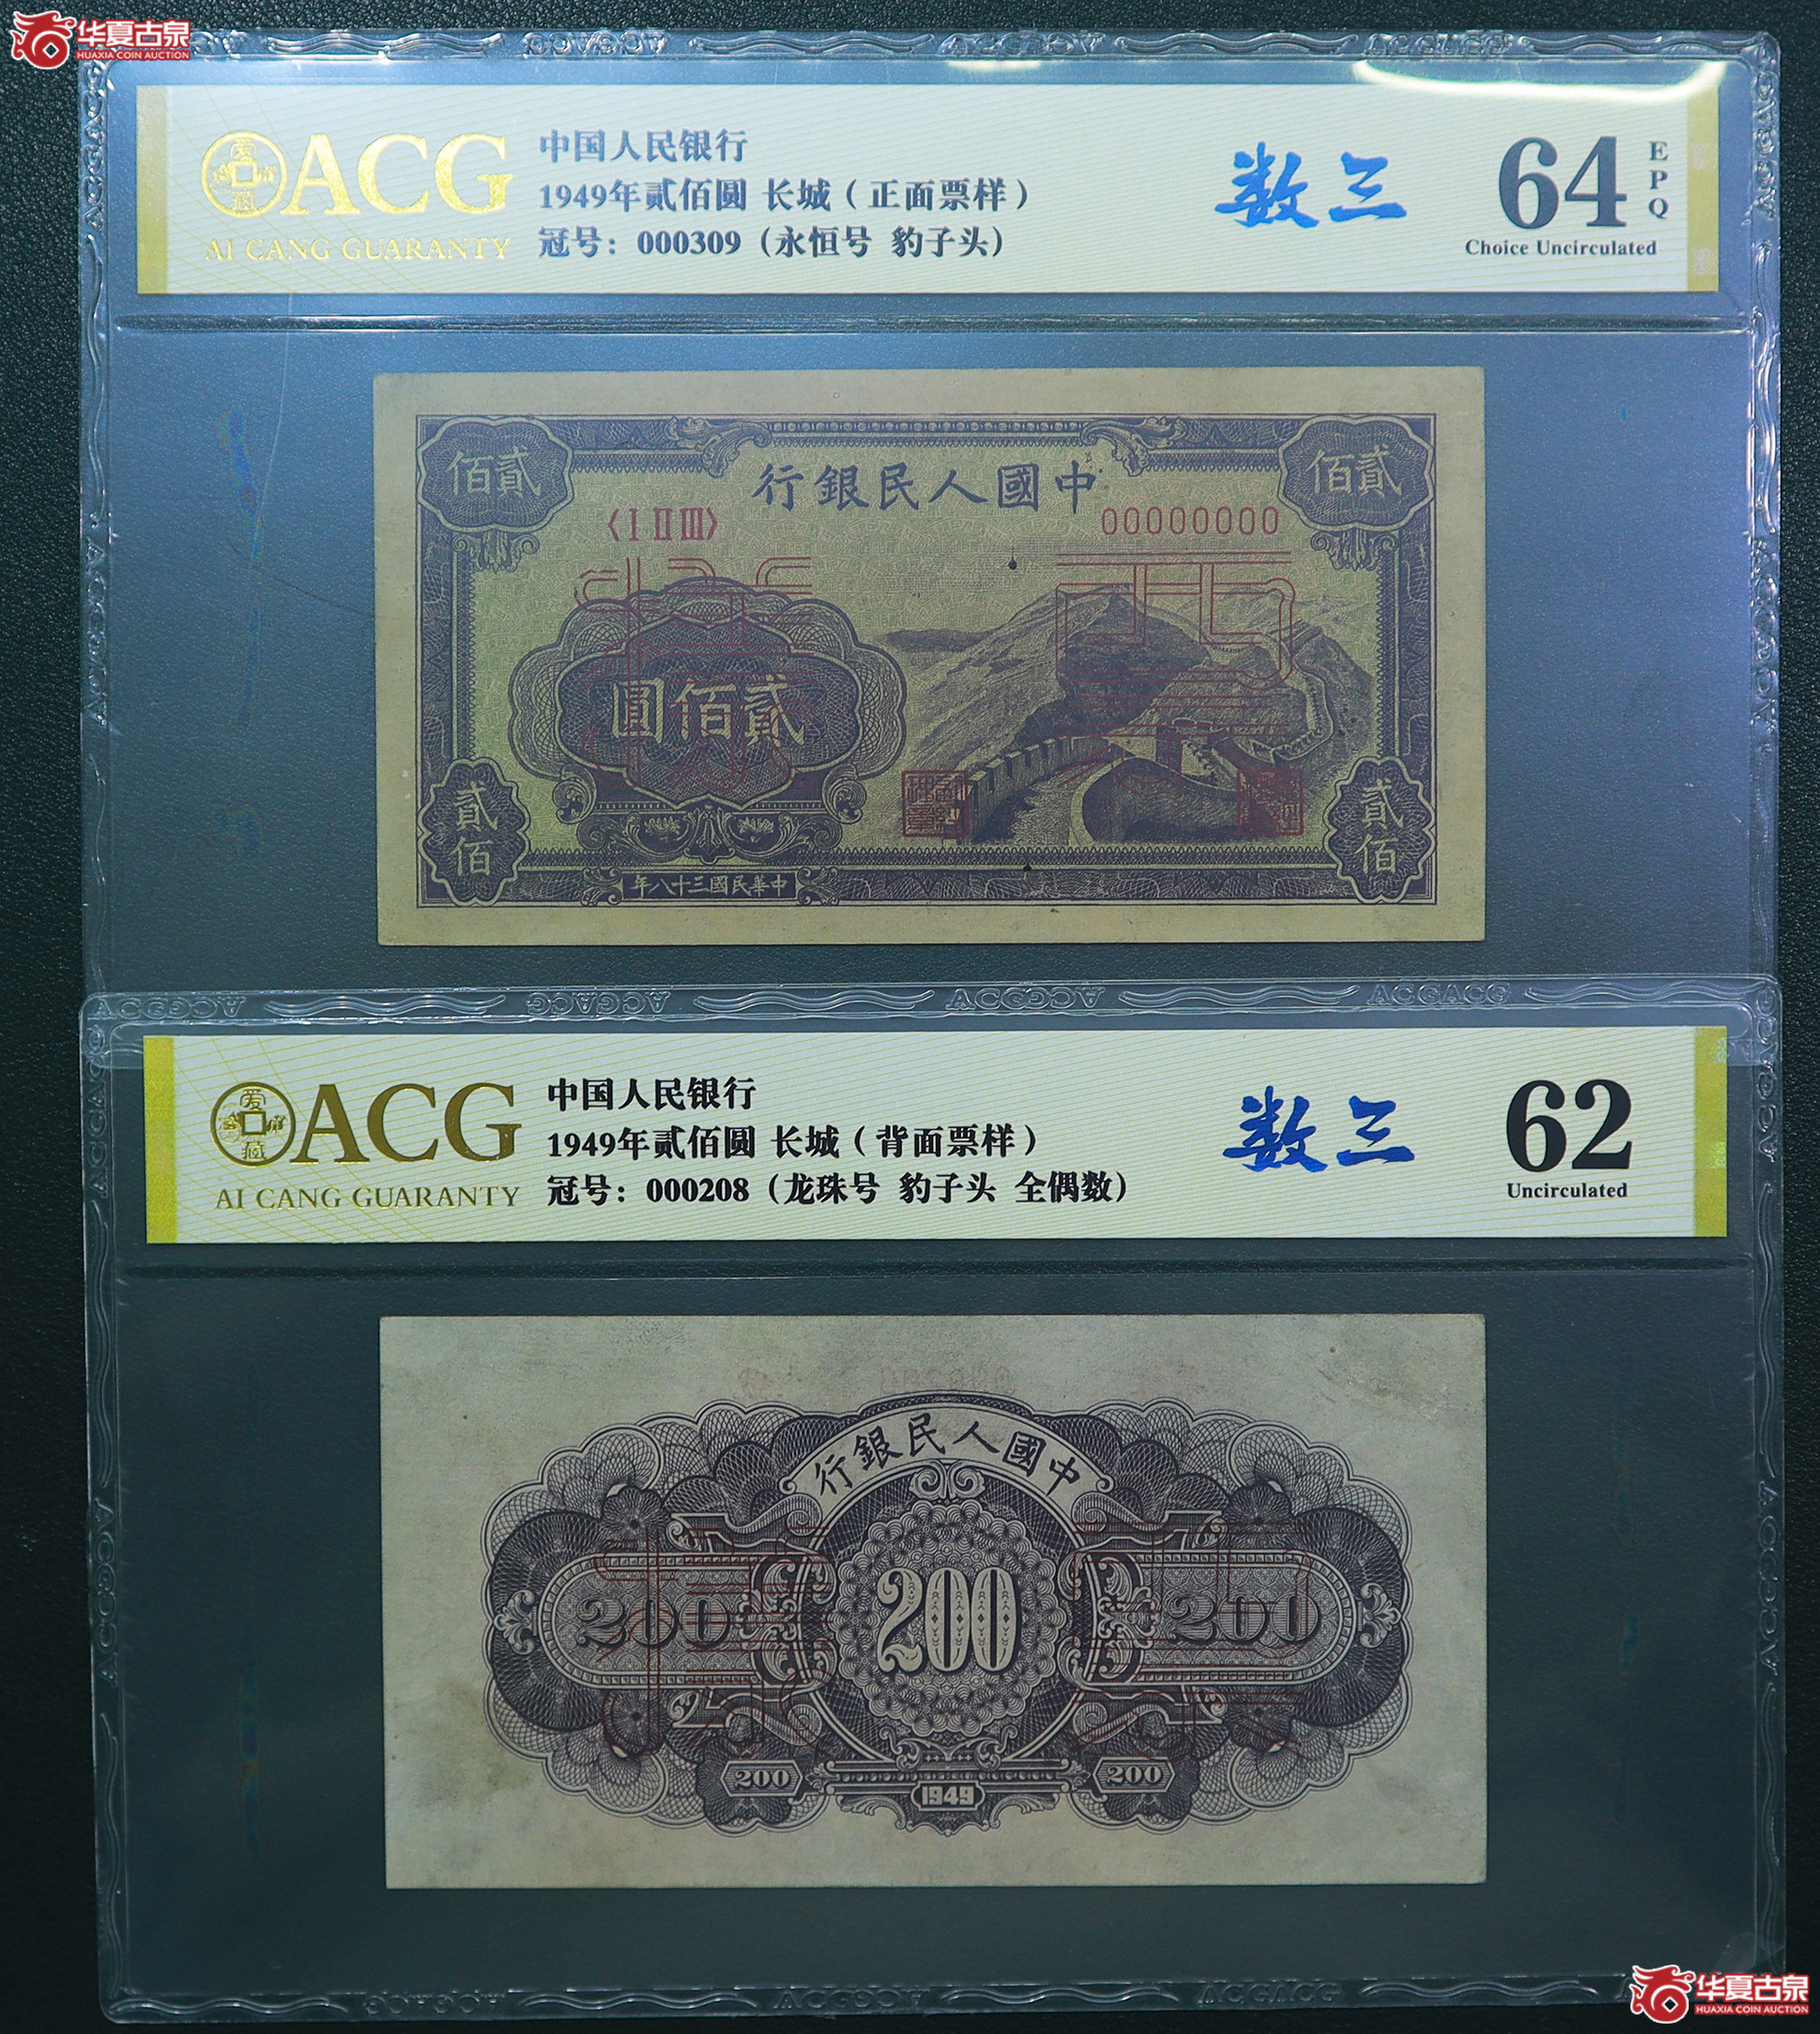 华夏古泉
HUAXIA COIN AUCTION
爱藏
ACG
AI CANG GUARANTY
中国人民银行
1949年贰佰圆 长城（正面票样）
冠号：000309（永恒号 豹子头）
数三
64
EPQ
Choice Uncirculated
佰貳
行銀民人國中
佰貳
〈I II III〉
00000000
圓佰貳
貳佰
貳佰
年八十三國民華中
爱藏
ACG
AI CANG GUARANTY
中国人民银行
1949年贰佰圆 长城（背面票样）
冠号：000208（龙珠号 豹子头 全偶数）
数三
62
Uncirculated
行銀民人國中
200
200
200
200
200
1949
华夏古泉
HUAXIA COIN AUCTION